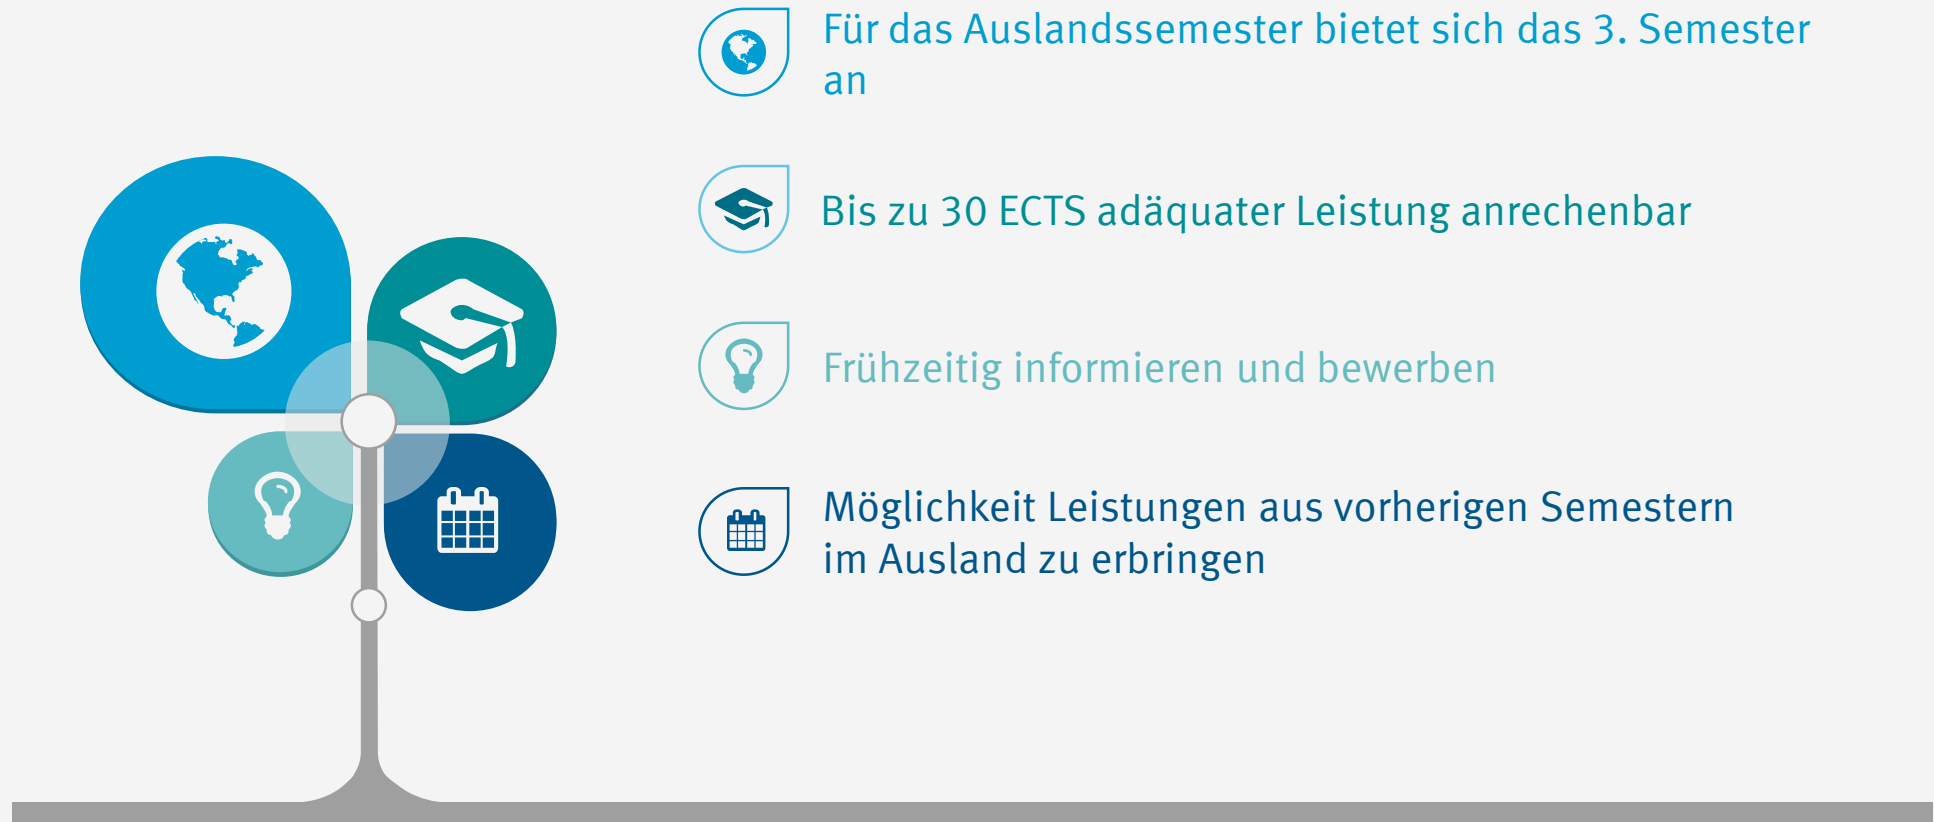 Für das Auslandssemester bietet sich das 3. Semester
an
Bis zu 30 ECTS adäquater Leistung anrechenbar
Frühzeitig informieren und bewerben
Möglichkeit Leistungen aus vorherigen Semestern
im Ausland zu erbringen